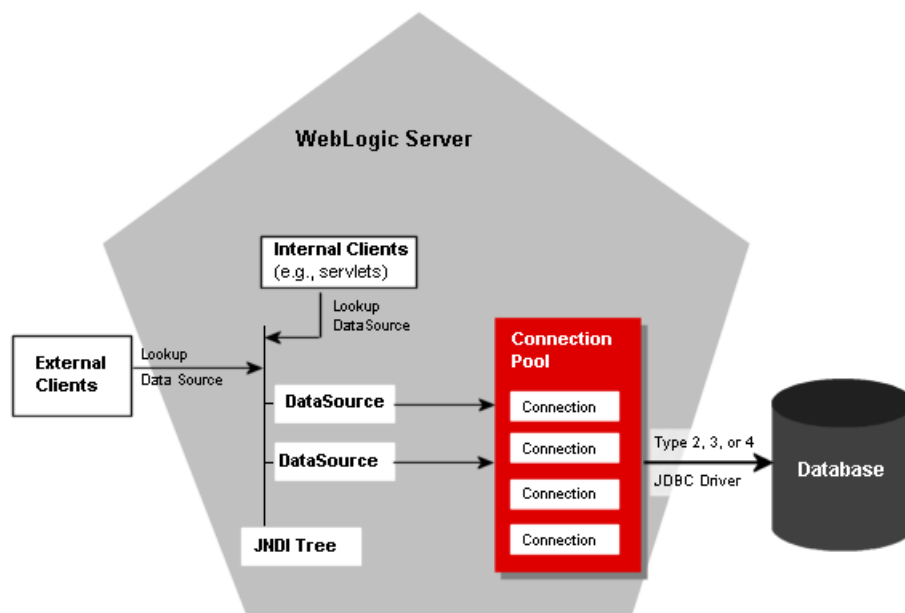 WebLogic Server
Internal Clients
(e.g., servlets)
Lookup
DataSource
External
Clients
Lookup
Data Source
DataSource
DataSource
JNDI Tree
Connection
Pool
Connection
Connection
Connection
Connection
Type 2, 3, or 4
JDBC Driver
Database